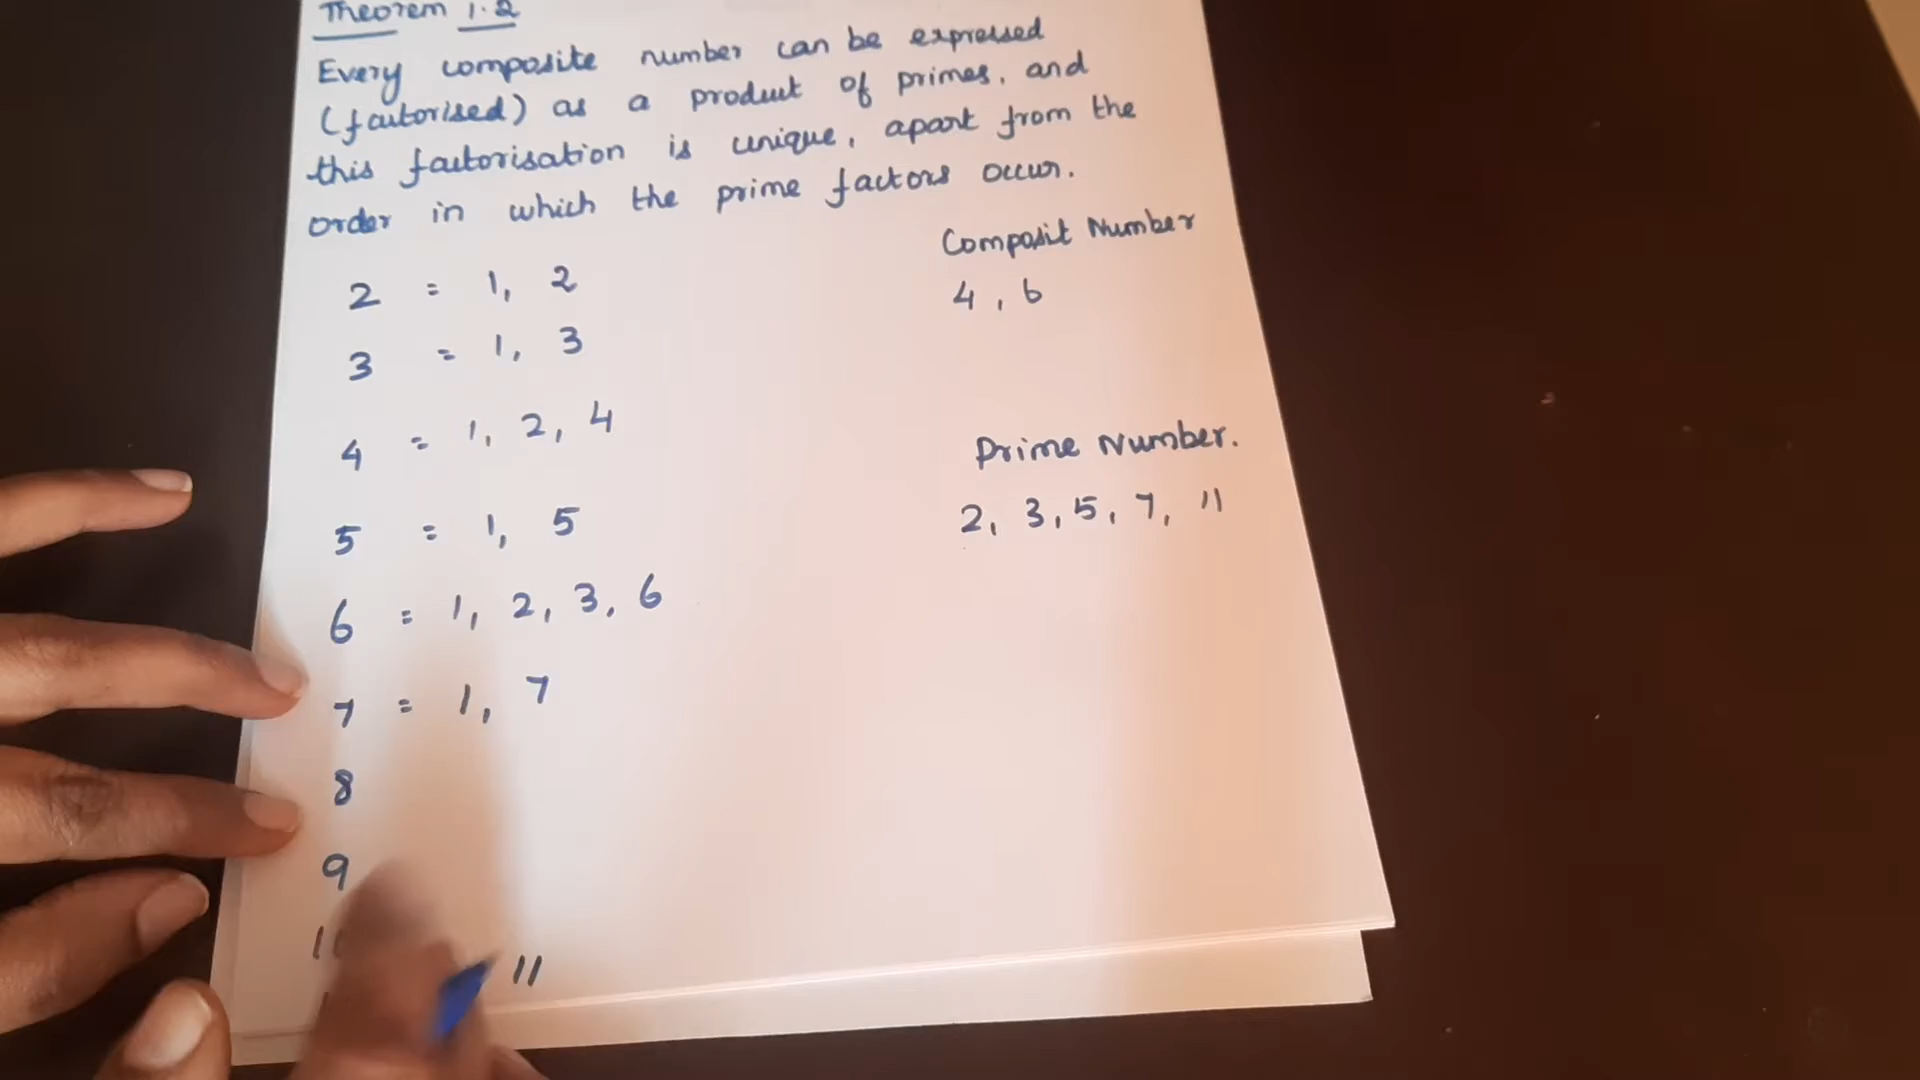 Theorem 1.2
Every composite number can be expressed
(factorised) as a product of primes, and
this factorisation is unique, apart from the
order in which the prime factors occur.
Composit Number
4, 6
2 = 1, 2
3 = 1, 3
4 = 1, 2, 4
Prime Number.
2, 3, 5, 7, 11
5 = 1, 5
6 = 1, 2, 3, 6
7 = 1, 7
8
9
11